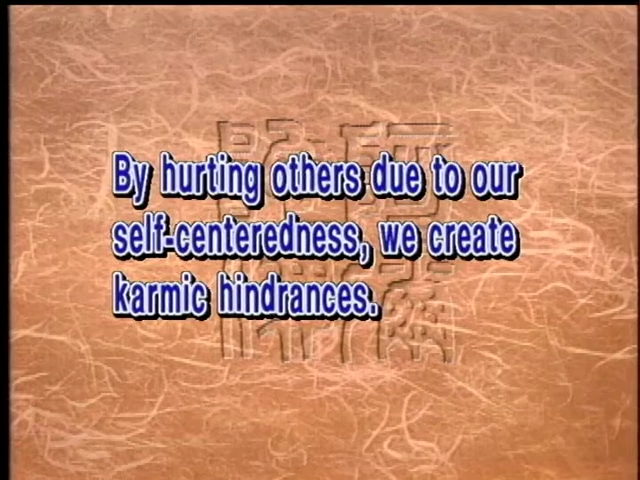 By hurting others due to our
self-centeredness, we create
karmic hindrances.